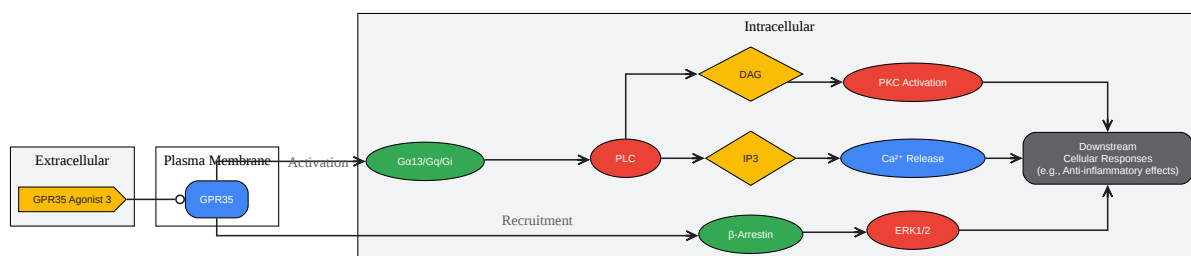 Intracellular
DAG
PKC Activation
Extracellular
Plasma Membrane
Activation
Gα13/Gq/Gi
PLC
IP3
Ca²⁺ Release
Downstream
Cellular Responses
(e.g., Anti-inflammatory effects)
GPR35 Agonist 3
GPR35
Recruitment
β-Arrestin
ERK1/2